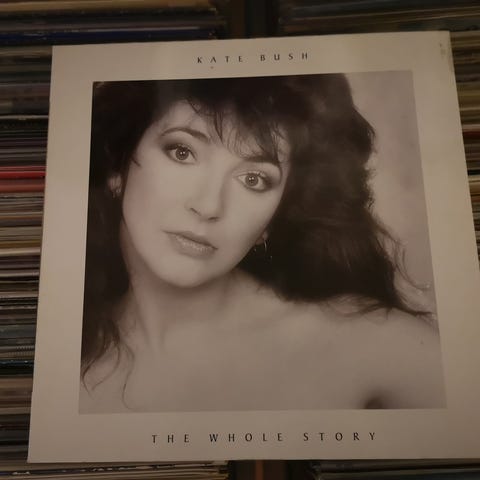 KATE BUSH
THE WHOLE STORY